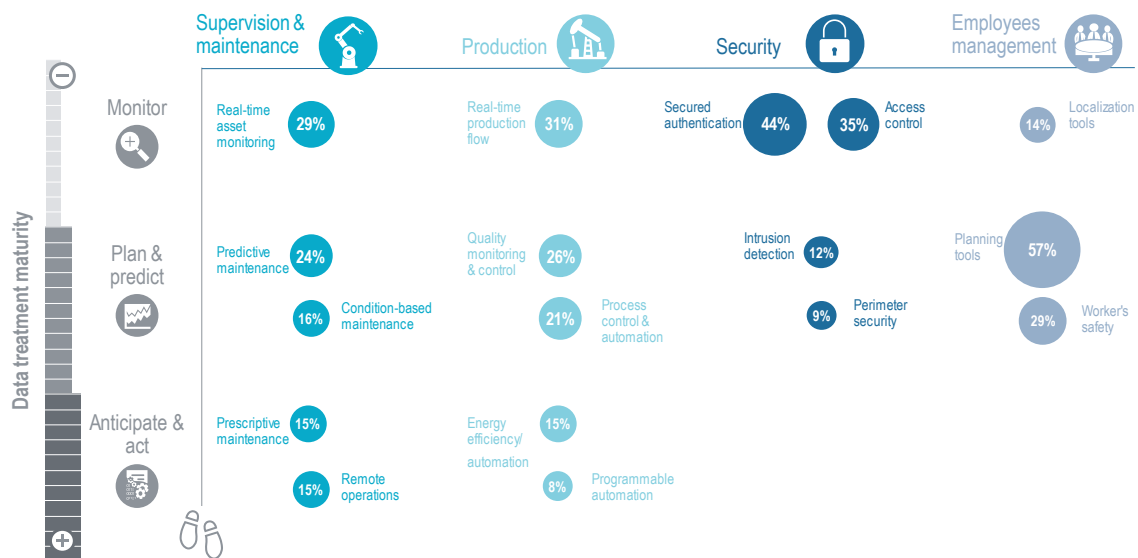 Supervision &
maintenance
Production
Security
Employees
management
Data treatment maturity
Monitor
Real-time
asset
monitoring
29%
Real-time
production
flow
31%
Secured
authentication
44%
35%
Access
control
14%
Localization
tools
Plan &
predict
Predictive
maintenance
24%
16%
Condition-based
maintenance
Quality
monitoring
& control
26%
21%
Process
control &
automation
Intrusion
detection
12%
9%
Perimeter
security
Planning
tools
57%
29%
Worker's
safety
Anticipate &
act
Prescriptive
maintenance
15%
15%
Remote
operations
Energy
efficiency/
automation
15%
8%
Programmable
automation